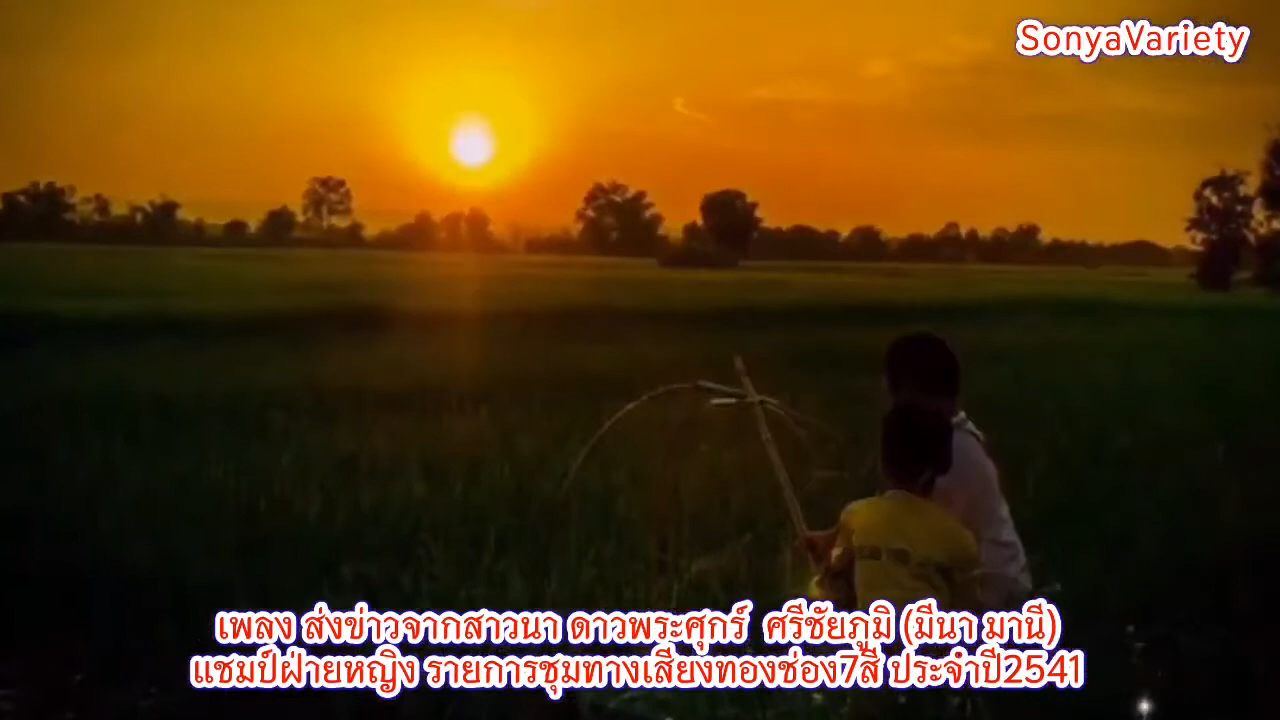 SonyaVariety
เพลง ส่งข่าวจากสาวนา ดาวพระศุกร์ ศรีชัยภูมิ (มีนา มานี)
แชมป์ฝ่ายหญิง รายการชุมทางเสียงทองช่อง7สี ประจำปี2541